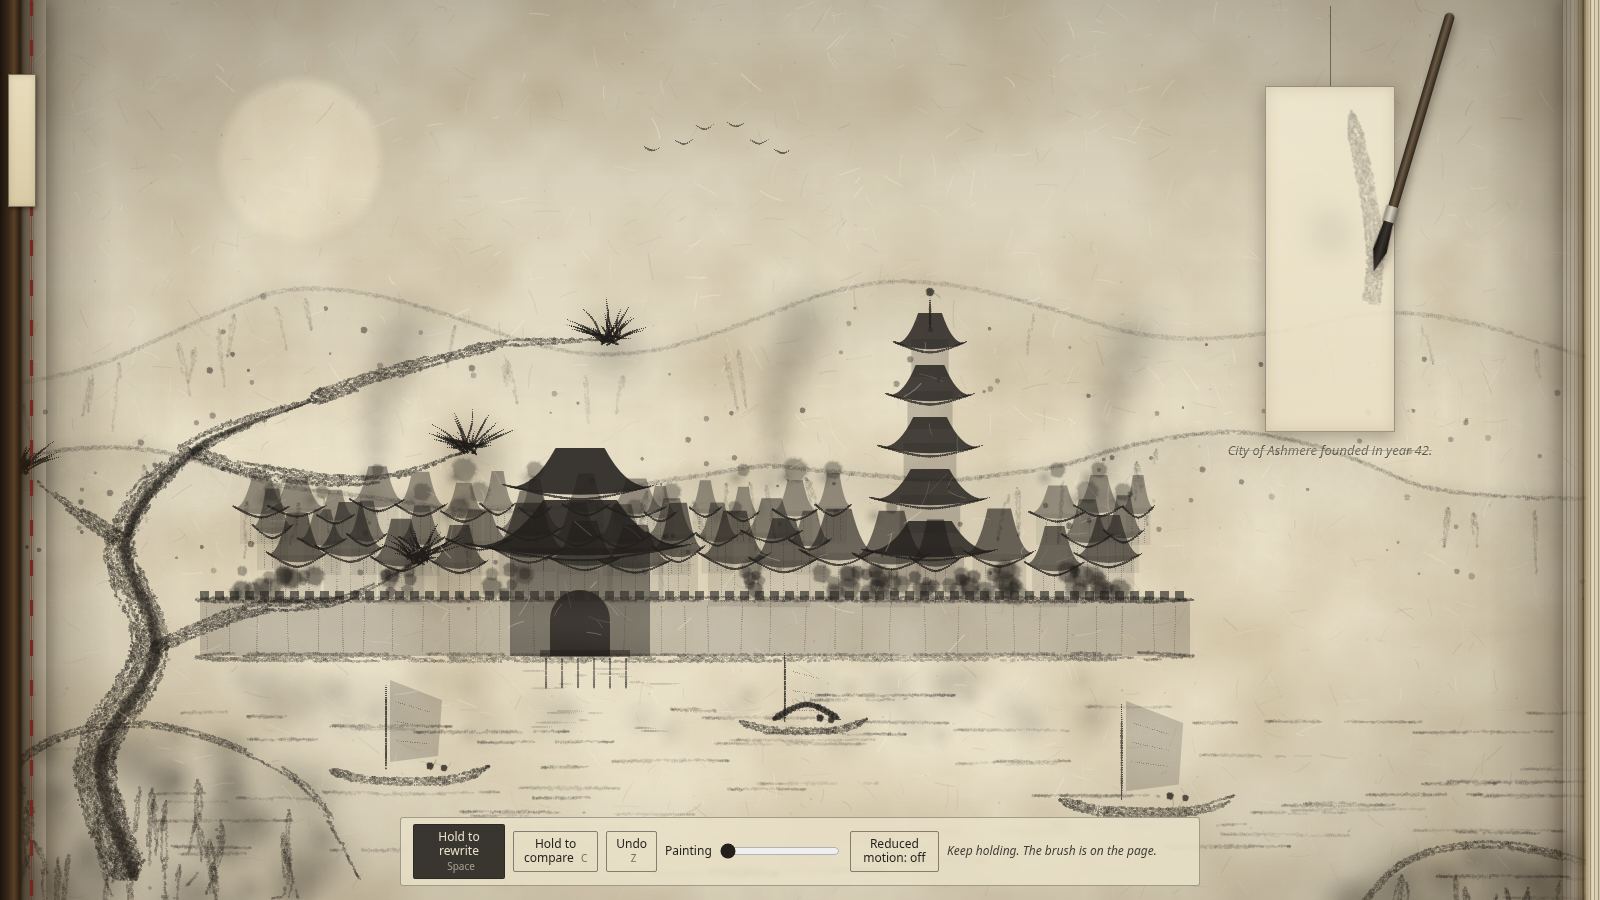 City of Ashmere founded in year 42.
Hold to
rewrite
Space
Hold to
compare C
Undo
Z
Painting
Reduced
motion: off
Keep holding. The brush is on the page.